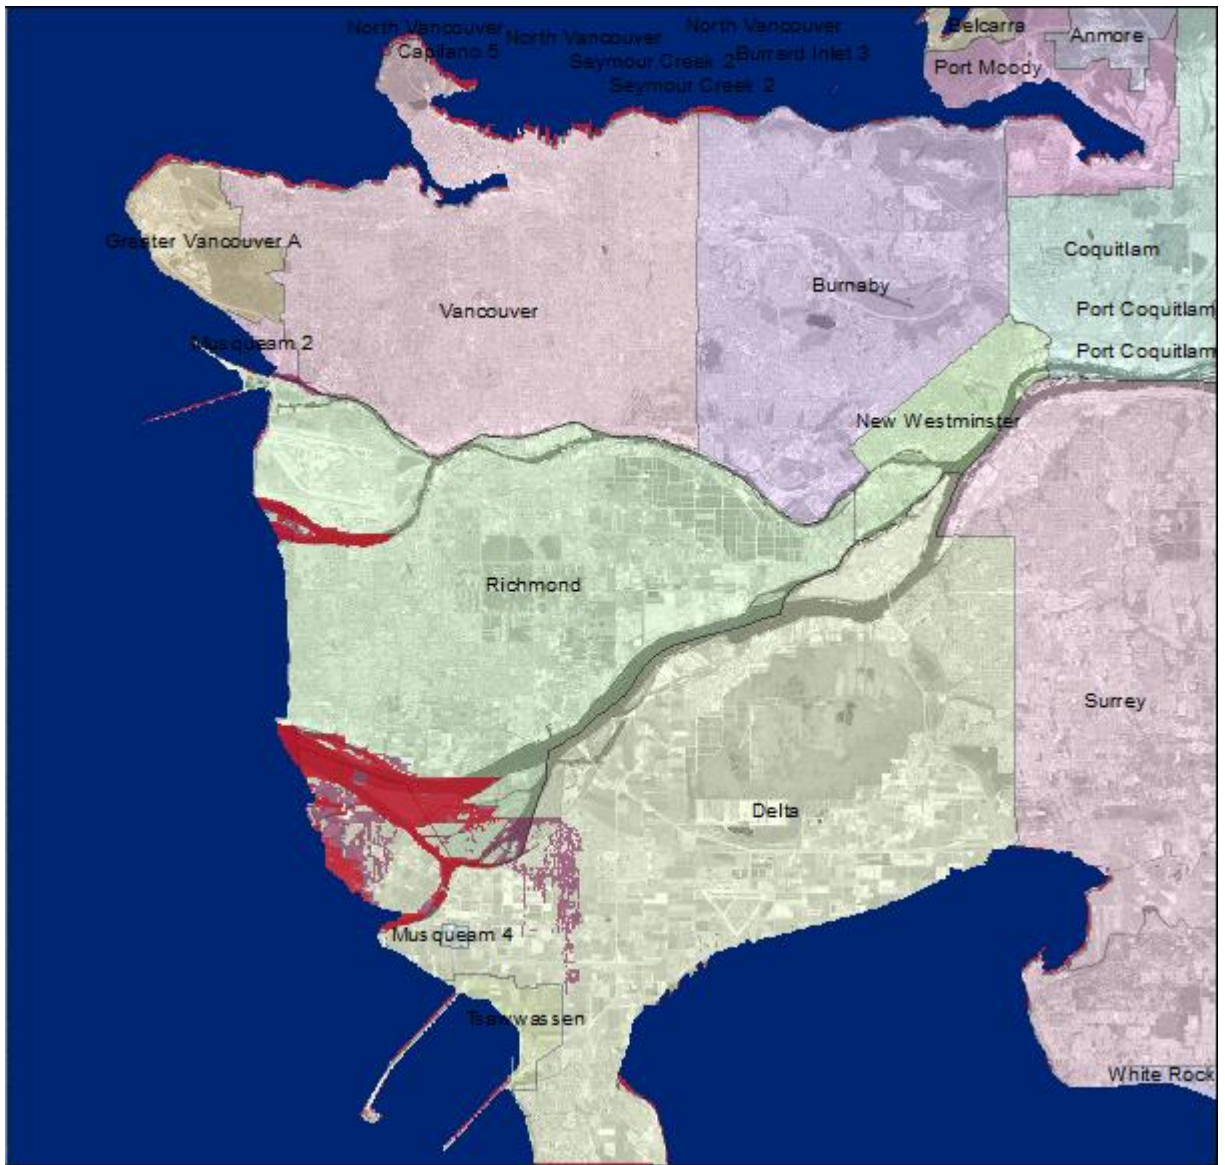 North Vancouver
North Vancouver
Belcarra
Capilano 5
North Vancouver
Anmore
Seymour Creek 2
Burrard Inlet 3
Port Moody
Seymour Creek 2
Greater Vancouver A
Coquitlam
Burnaby
Vancouver
Port Coquitlam
Musqueam 2
Port Coquitlam
New Westminster
Richmond
Surrey
Delta
Musqueam 4
Tsawwassen
White Rock